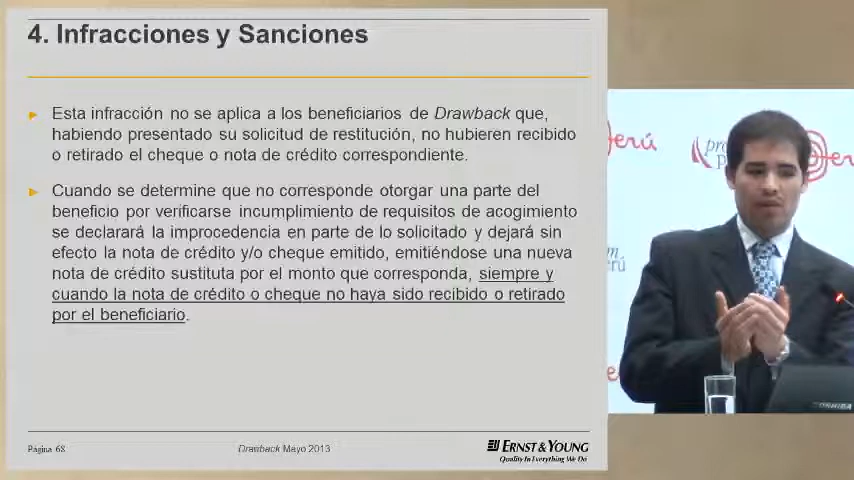 4. Infracciones y Sanciones
► Esta infracción no se aplica a los beneficiarios de Drawback que,
habiendo presentado su solicitud de restitución, no hubieren recibido
o retirado el cheque o nota de crédito correspondiente.
► Cuando se determine que no corresponde otorgar una parte del
beneficio por verificarse incumplimiento de requisitos de acogimiento
se declarará la improcedencia en parte de lo solicitado y dejará sin
efecto la nota de crédito y/o cheque emitido, emitiéndose una nueva
nota de crédito sustituta por el monto que corresponda, siempre y
cuando la nota de crédito o cheque no haya sido recibido o retirado
por el beneficiario.
Página 68
Drawback Mayo 2013
ERNST & YOUNG
Quality In Everything We Do
erú
pro
p
er
m
erú
TOSHIBA